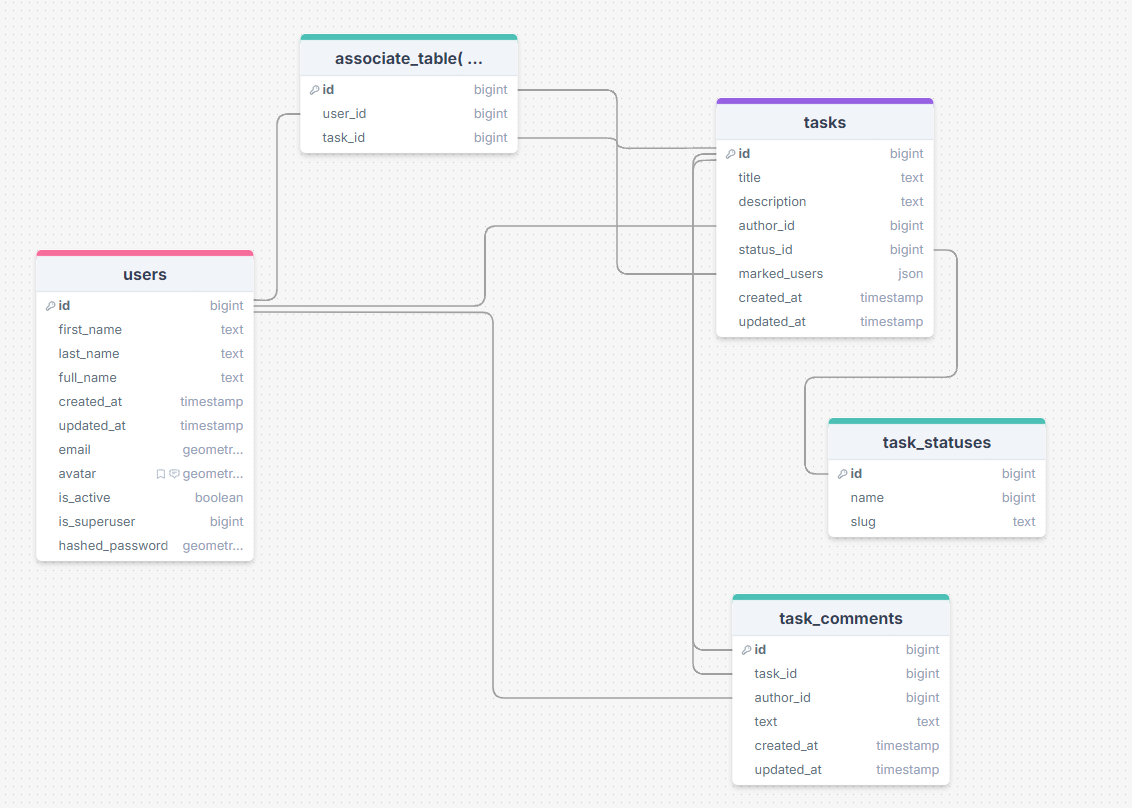 associate_table( ...
id bigint
user_id bigint
task_id bigint
tasks
id bigint
title text
description text
author_id bigint
status_id bigint
marked_users json
created_at timestamp
updated_at timestamp
users
id bigint
first_name text
last_name text
full_name text
created_at timestamp
updated_at timestamp
email geometr...
avatar geometr...
is_active boolean
is_superuser bigint
hashed_password geometr...
task_statuses
id bigint
name bigint
slug text
task_comments
id bigint
task_id bigint
author_id bigint
text text
created_at timestamp
updated_at timestamp